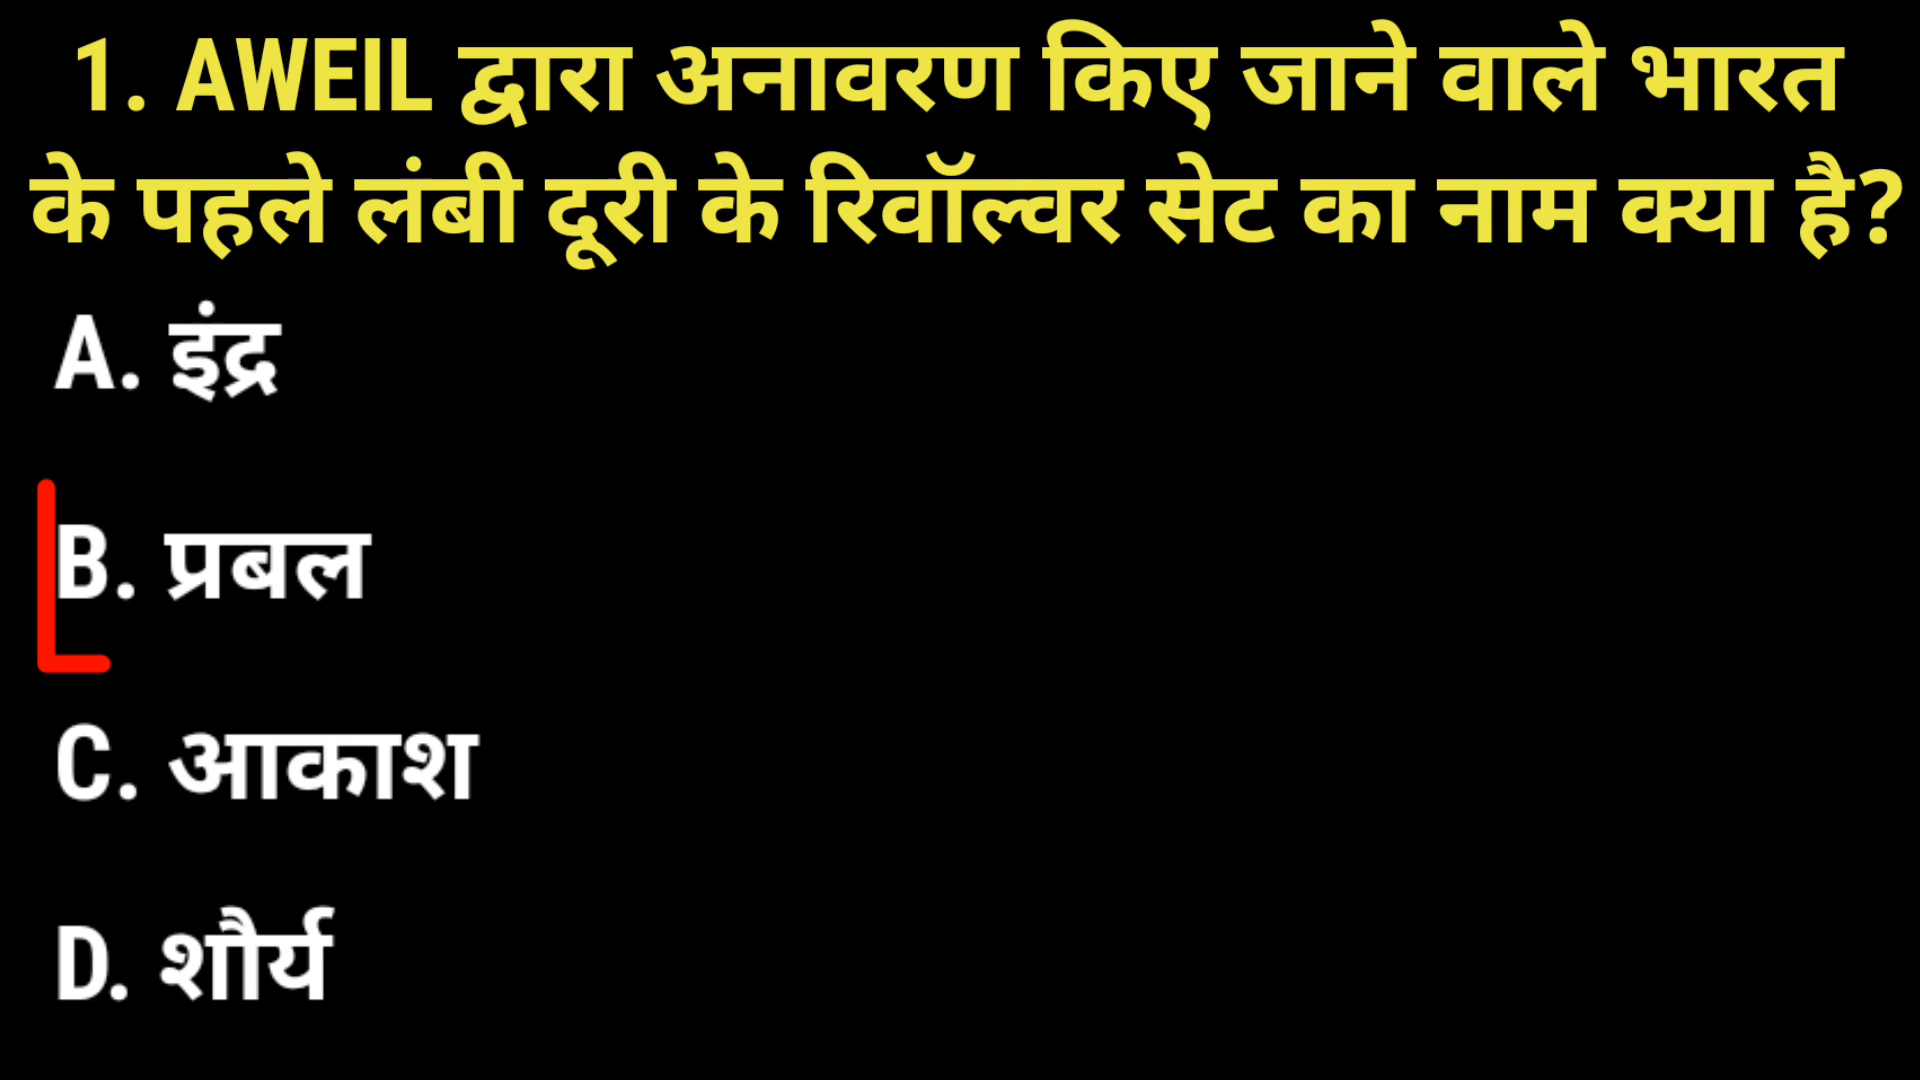 1. AWEIL द्वारा अनावरण किए जाने वाले भारत
के पहले लंबी दूरी के रिवॉल्वर सेट का नाम क्या है?
A. इंद्र
B. प्रबल
C. आकाश
D. शौर्य